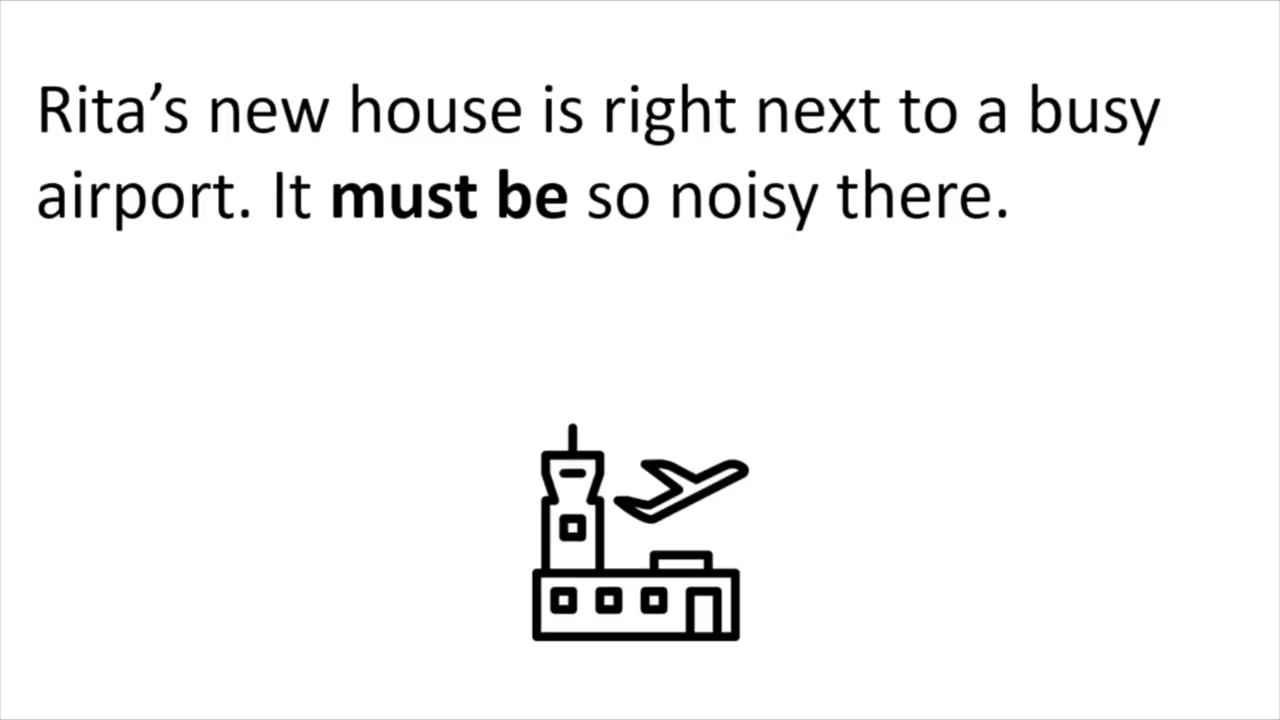 Rita’s new house is right next to a busy
airport. It must be so noisy there.